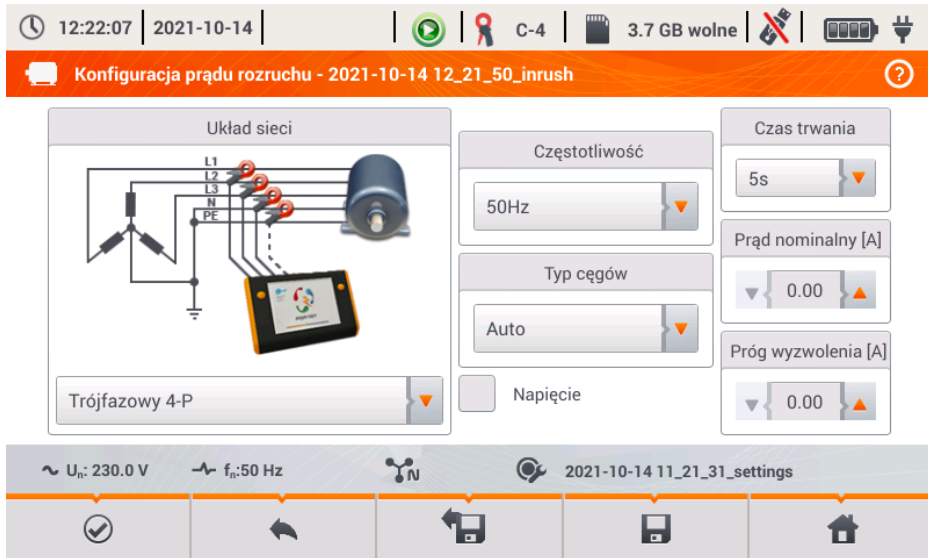 12:22:07 2021-10-14 C-4 3.7 GB wolne
Konfiguracja prądu rozruchu - 2021-10-14 12_21_50_inrush ?
Układ sieci
L1
L2
L3
N
PE
Trójfazowy 4-P
Częstotliwość
50Hz
Typ cęgów
Auto
Napięcie
Czas trwania
5s
Prąd nominalny [A]
0.00
Próg wyzwolenia [A]
0.00
Un: 230.0 V fn:50 Hz N 2021-10-14 11_21_31_settings